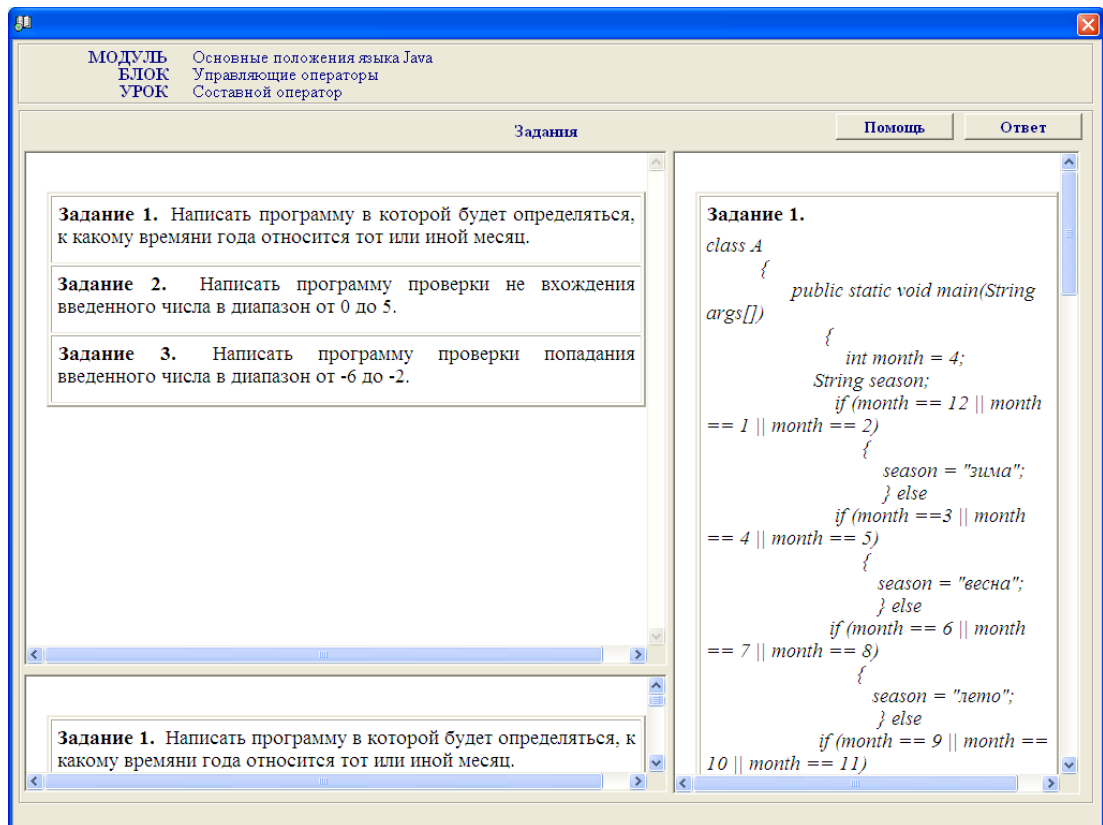 МОДУЛЬ Основные положения языка Java
БЛОК Управляющие операторы
УРОК Составной оператор
Задания
Помощь
Ответ
Задание 1. Написать программу в которой будет определяться,
к какому времяни года относится тот или иной месяц.
Задание 2. Написать программу проверки не вхождения
введенного числа в диапазон от 0 до 5.
Задание 3. Написать программу проверки попадания
введенного числа в диапазон от -6 до -2.
Задание 1. Написать программу в которой будет определяться, к
какому времяни года относится тот или иной месяц.
Задание 1.
class A
{
public static void main(String
args[])
{
int month = 4;
String season;
if (month == 12 || month
== 1 || month == 2)
{
season = "зима";
} else
if (month ==3 || month
== 4 || month == 5)
{
season = "весна";
} else
if (month == 6 || month
== 7 || month == 8)
{
season = "лето";
} else
if (month == 9 || month ==
10 || month == 11)